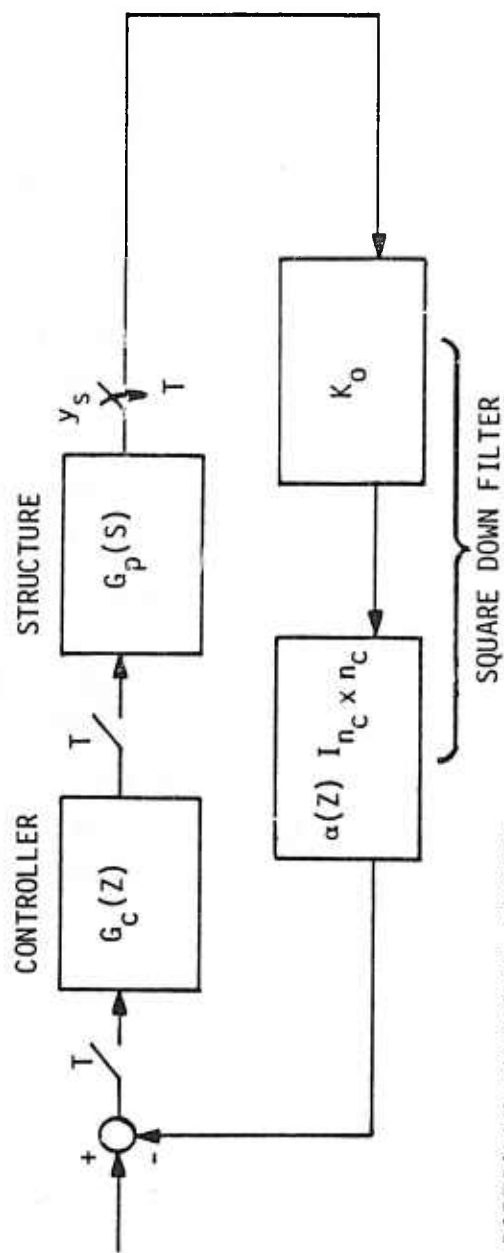 CONTROLLER
STRUCTURE
+
-
T
G_C(Z)
T
G_p(S)
y_s
T
K_o
α(Z) I_{n_c x n_c}
SQUARE DOWN FILTER